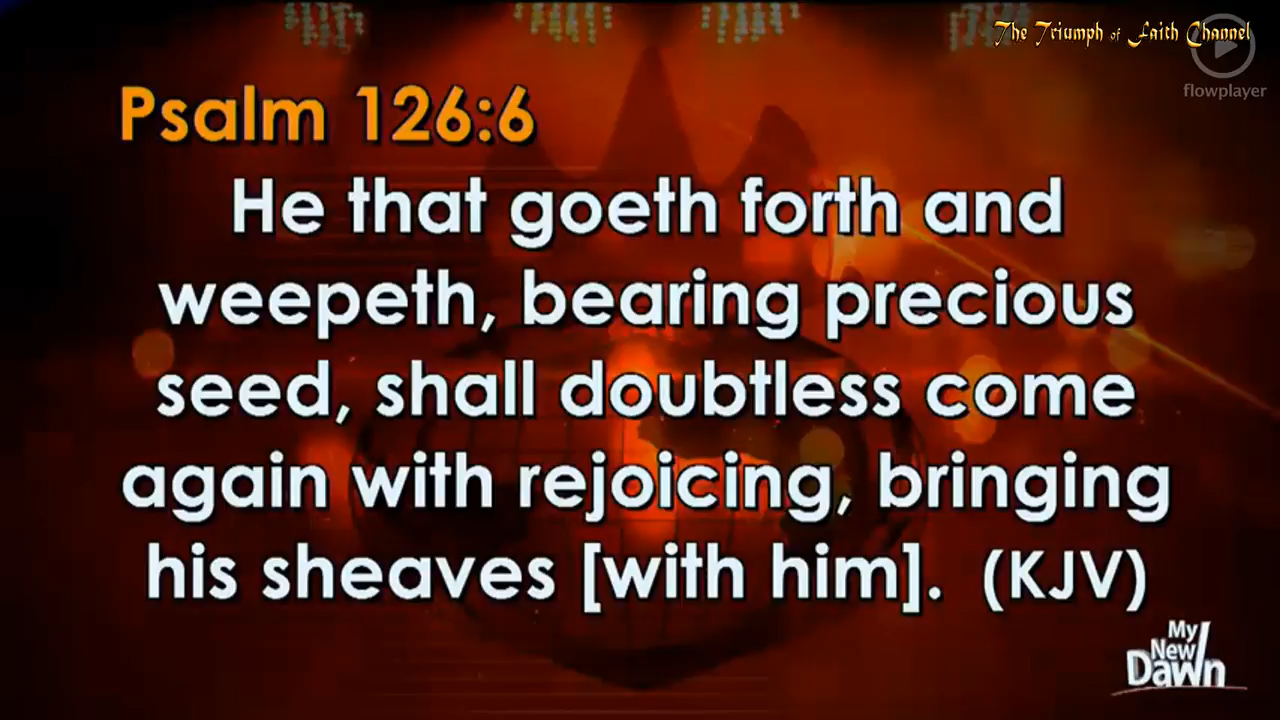 The Triumph of Faith Channel
flowplayer
Psalm 126:6
He that goeth forth and
weepeth, bearing precious
seed, shall doubtless come
again with rejoicing, bringing
his sheaves [with him]. (KJV)
My
New
Dawn